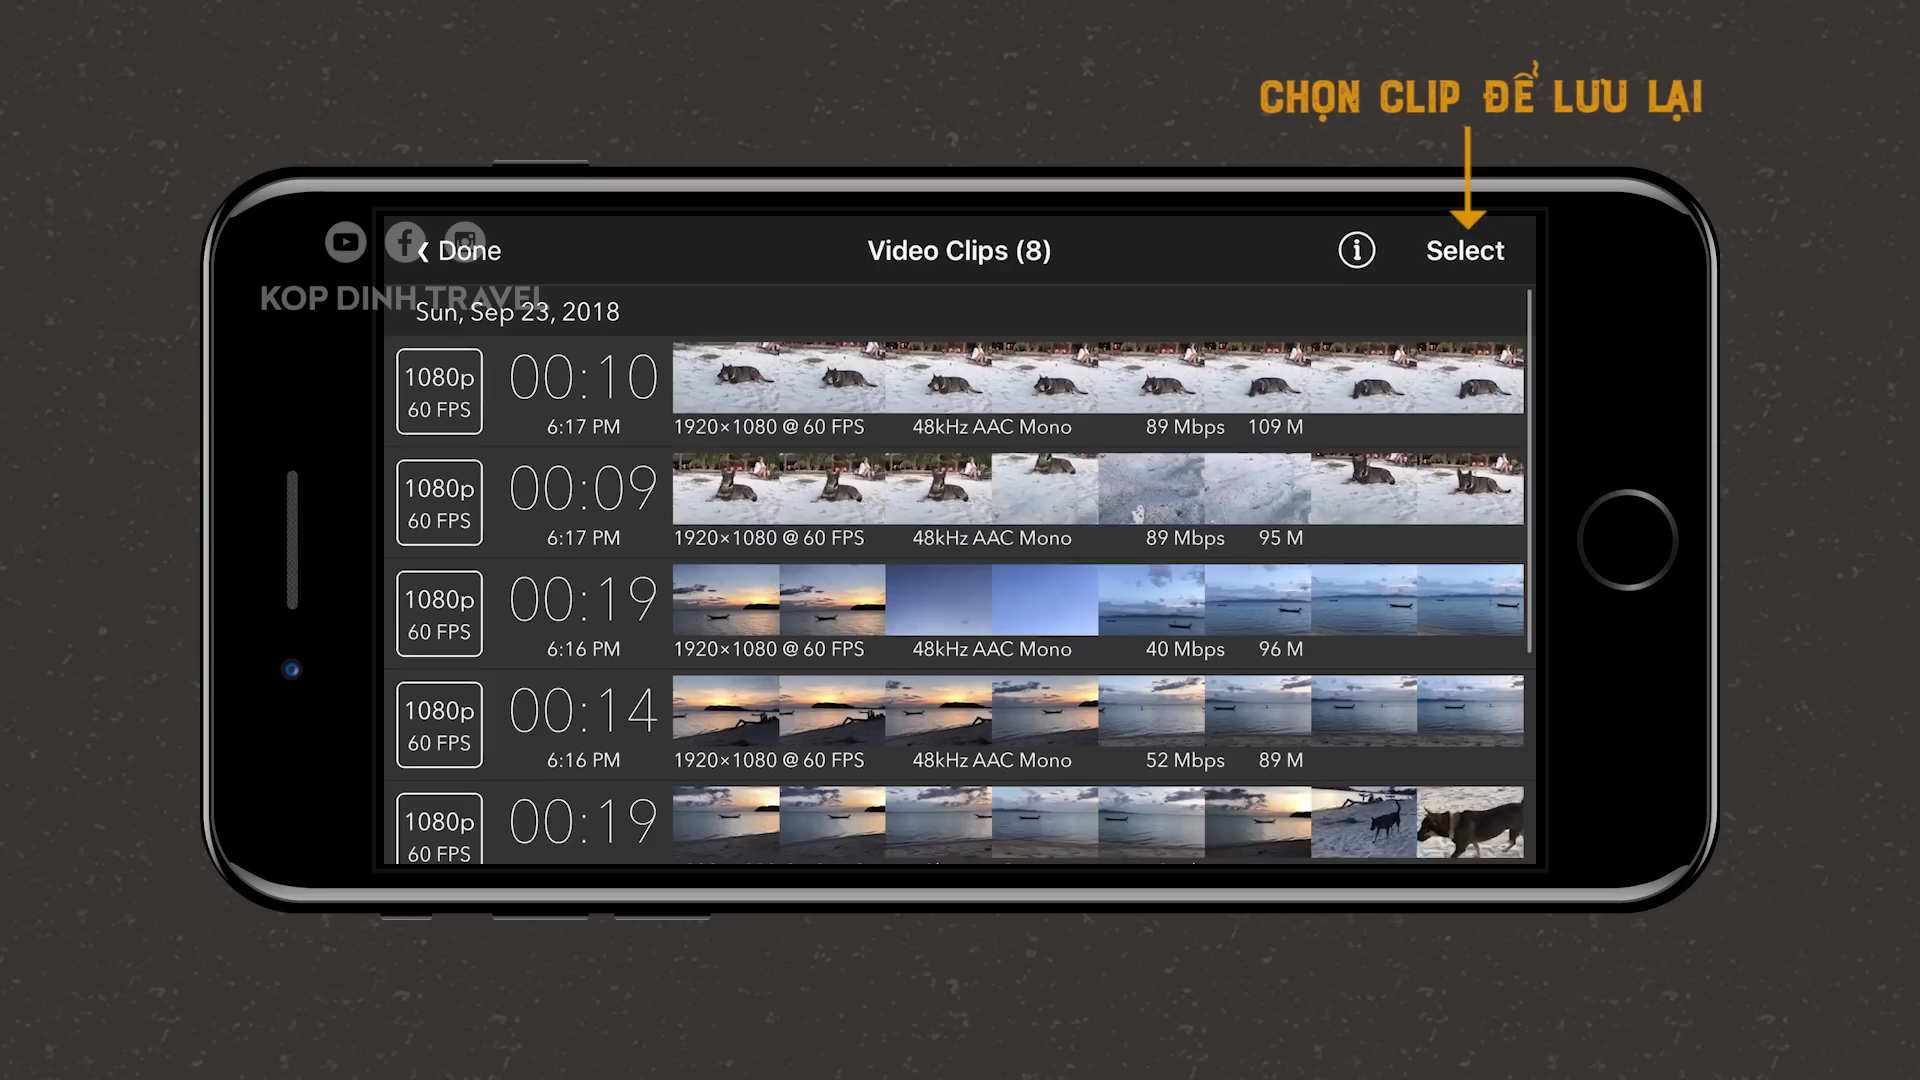 CHỌN CLIP ĐỂ LƯU LẠI
Done
Video Clips (8)
Select
KOP DINH TRAVEL
Sun, Sep 23, 2018
1080p
60 FPS
00:10
6:17 PM
1920×1080 @ 60 FPS 48kHz AAC Mono 89 Mbps 109 M
1080p
60 FPS
00:09
6:17 PM
1920×1080 @ 60 FPS 48kHz AAC Mono 89 Mbps 95 M
1080p
60 FPS
00:19
6:16 PM
1920×1080 @ 60 FPS 48kHz AAC Mono 40 Mbps 96 M
1080p
60 FPS
00:14
6:16 PM
1920×1080 @ 60 FPS 48kHz AAC Mono 52 Mbps 89 M
1080p
60 FPS
00:19